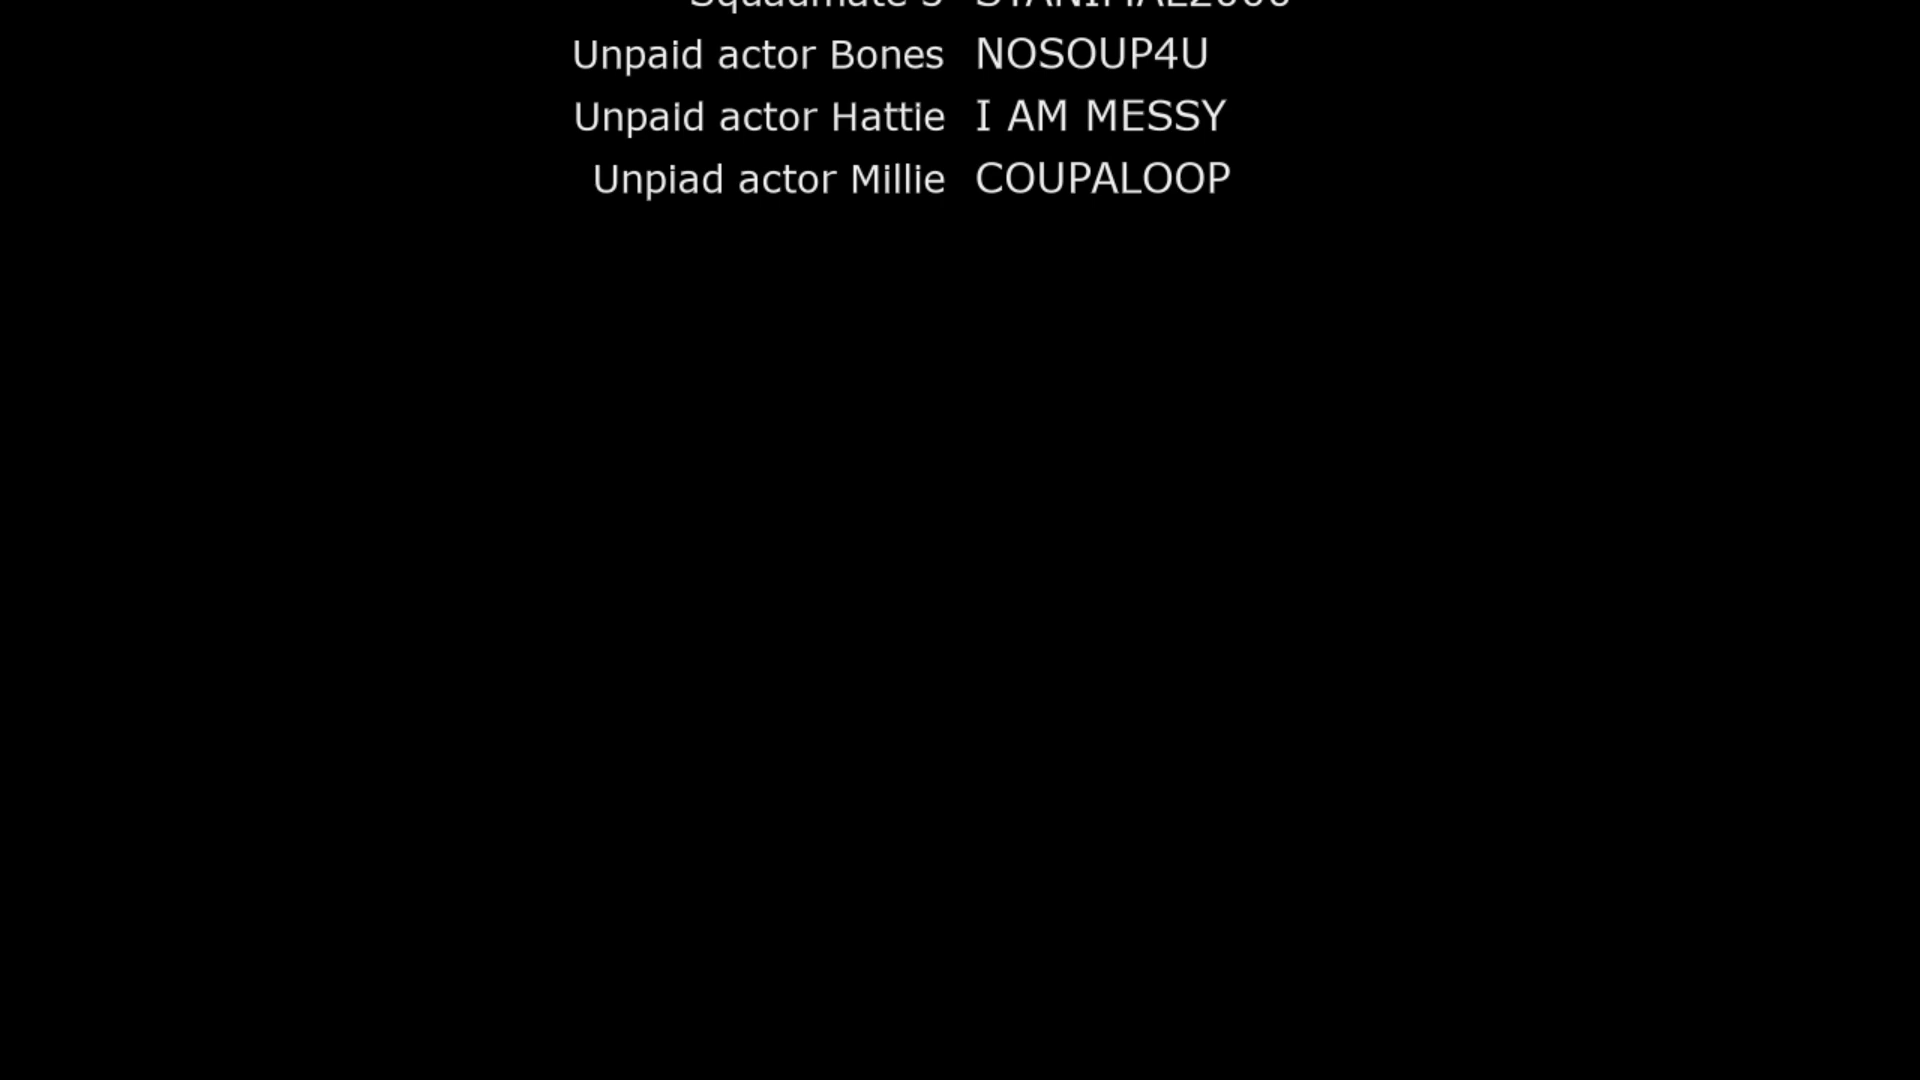 Unpaid actor Bones NOSOUP4U
Unpaid actor Hattie I AM MESSY
Unpiad actor Millie COUPALOOP